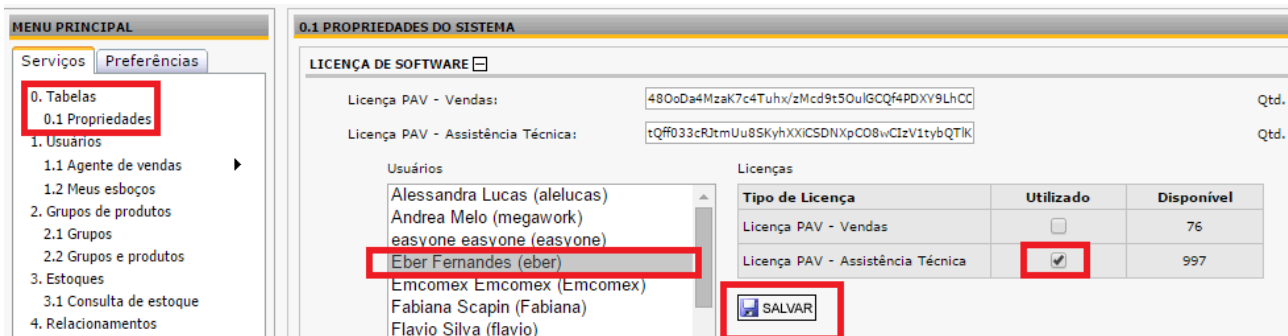 MENU PRINCIPAL
Serviços Preferências
0. Tabelas
0.1 Propriedades
1. Usuários
1.1 Agente de vendas
1.2 Meus esboços
2. Grupos de produtos
2.1 Grupos
2.2 Grupos e produtos
3. Estoques
3.1 Consulta de estoque
4. Relacionamentos
0.1 PROPRIEDADES DO SISTEMA
LICENÇA DE SOFTWARE
Licença PAV - Vendas: 48OoDa4MzaK7c4Tuhx/zMcd9t5OulGCQf4PDXY9LhCC Qtd.
Licença PAV - Assistência Técnica: tQff033cRJtmUu8SKyhXXiCSDNXpCO8wCIzV1tybQTlK Qtd.
Usuários
Alessandra Lucas (alelucas)
Andrea Melo (megawork)
easyone easyone (easyone)
Eber Fernandes (eber)
Emcomex Emcomex (Emcomex)
Fabiana Scapin (Fabiana)
Flavio Silva (flavio)
Licenças
Tipo de Licença Utilizado Disponível
Licença PAV - Vendas 76
Licença PAV - Assistência Técnica 997
SALVAR